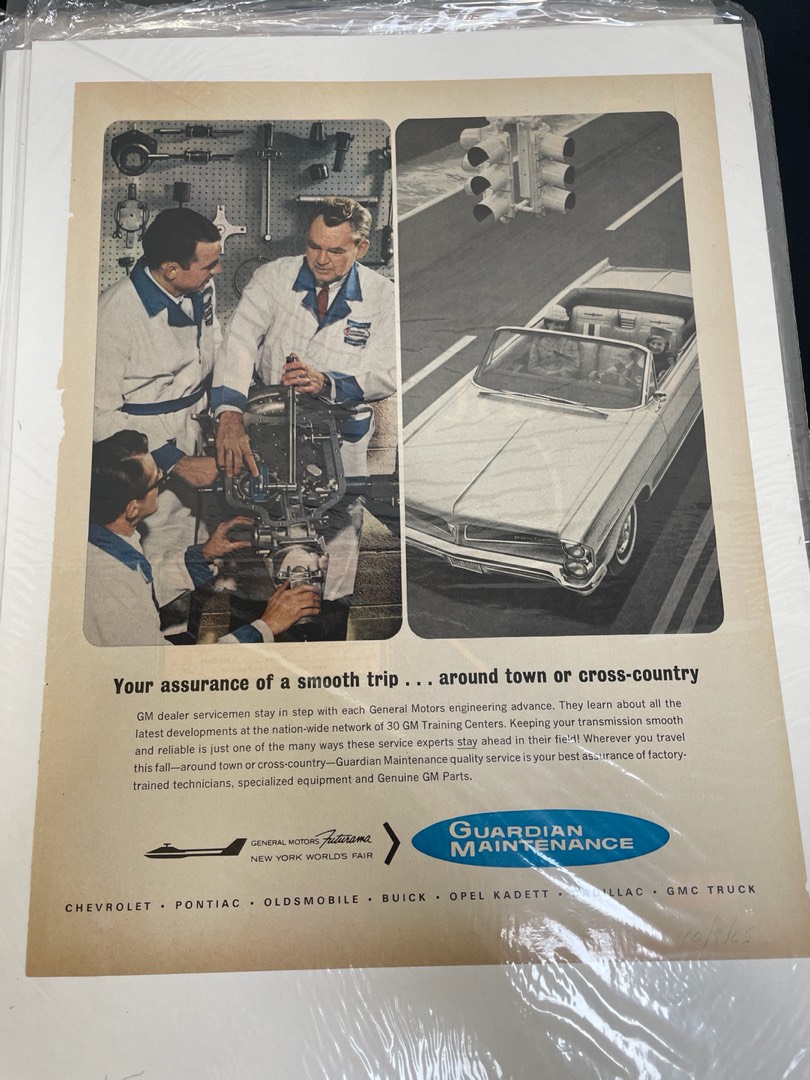 Your assurance of a smooth trip . . . around town or cross-country
GM dealer servicemen stay in step with each General Motors engineering advance. They learn about all the
latest developments at the nation-wide network of 30 GM Training Centers. Keeping your transmission smooth
and reliable is just one of the many ways these service experts stay ahead in their field! Wherever you travel
this fall—around town or cross-country—Guardian Maintenance quality service is your best assurance of factory-
trained technicians, specialized equipment and Genuine GM Parts.
GENERAL MOTORS Futurama
NEW YORK WORLD'S FAIR
GUARDIAN
MAINTENANCE
CHEVROLET • PONTIAC • OLDSMOBILE • BUICK • OPEL KADETT • CADILLAC • GMC TRUCK